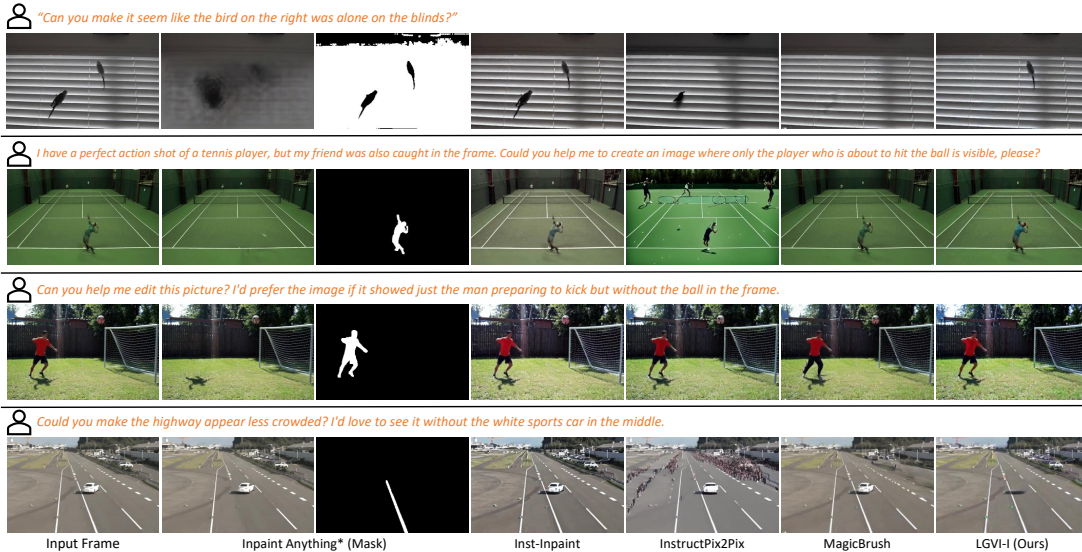 “Can you make it seem like the bird on the right was alone on the blinds?”
I have a perfect action shot of a tennis player, but my friend was also caught in the frame. Could you help me to create an image where only the player who is about to hit the ball is visible, please?
Can you help me edit this picture? I'd prefer the image if it showed just the man preparing to kick but without the ball in the frame.
Could you make the highway appear less crowded? I'd love to see it without the white sports car in the middle.
Input Frame Inpaint Anything* (Mask) Inst-Inpaint InstructPix2Pix MagicBrush LGVI-I (Ours)